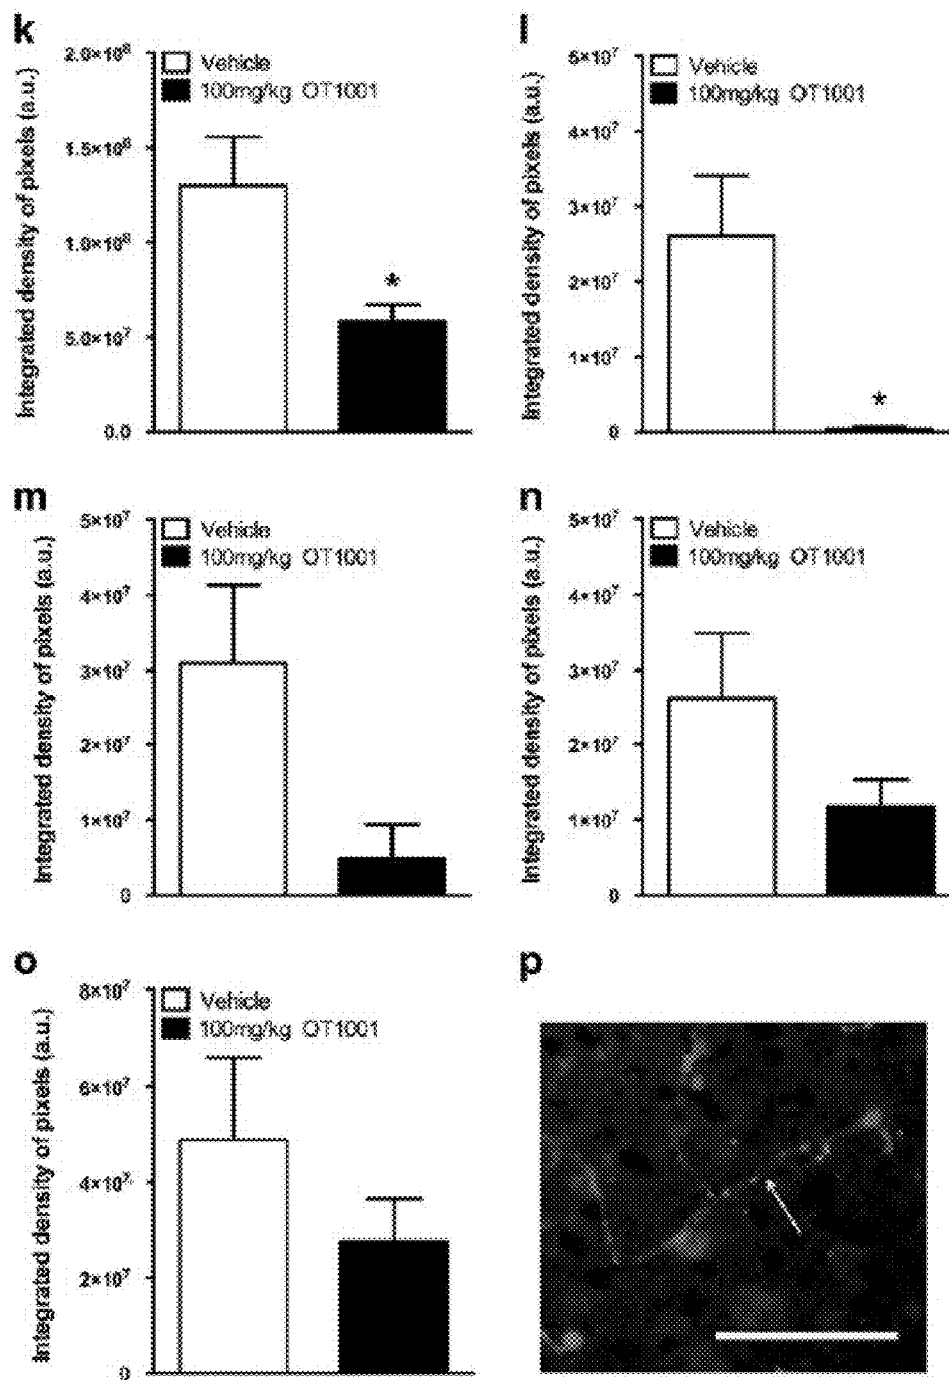 k
Integrated density of pixels (a.u.)
2.0×10⁸
1.5×10⁸
1.0×10⁸
5.0×10⁷
0.0
Vehicle
100mg/kg OT1001
*
l
Integrated density of pixels (a.u.)
5×10⁷
4×10⁷
3×10⁷
2×10⁷
1×10⁷
0
Vehicle
100mg/kg OT1001
*
m
Integrated density of pixels (a.u.)
5×10⁷
4×10⁷
3×10⁷
2×10⁷
1×10⁷
0
Vehicle
100mg/kg OT1001
n
Integrated density of pixels (a.u.)
5×10⁷
4×10⁷
3×10⁷
2×10⁷
1×10⁷
0
Vehicle
100mg/kg OT1001
o
Integrated density of pixels (a.u.)
8×10⁷
6×10⁷
4×10⁷
2×10⁷
0
Vehicle
100mg/kg OT1001
p